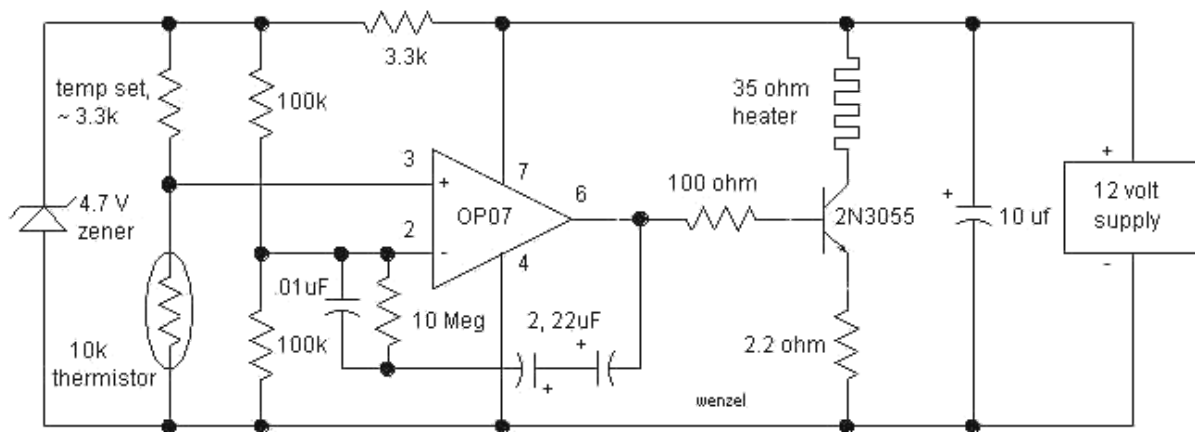 3.3k
temp set,
~ 3.3k
100k
35 ohm
heater
3
7
+
6
100 ohm
+
4.7 V
zener
OP07
2N3055
+
10 uf
12 volt
supply
2
-
4
-
.01uF
10 Meg
2, 22uF
+
100k
2.2 ohm
10k
thermistor
+
wenzel